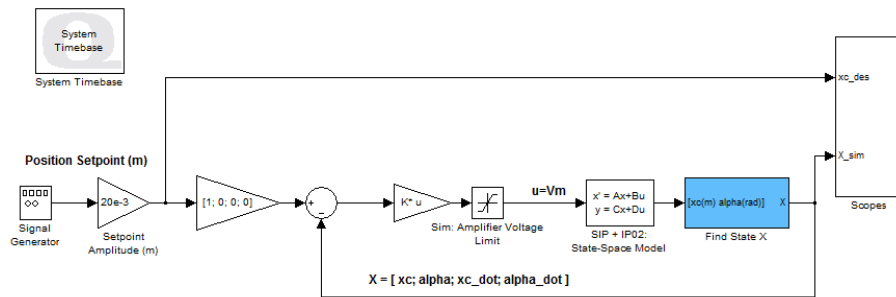 System
Timebase
System Timebase
xc_des
Position Setpoint (m)
X_sim
u=Vm
20e-3
[1; 0; 0; 0]
+
−
K* u
x' = Ax+Bu
y = Cx+Du
[xc(m) alpha(rad)]
X
Scopes
Signal
Generator
Setpoint
Amplitude (m)
Sim: Amplifier Voltage
Limit
SIP + IP02:
State-Space Model
Find State X
X = [ xc; alpha; xc_dot; alpha_dot ]